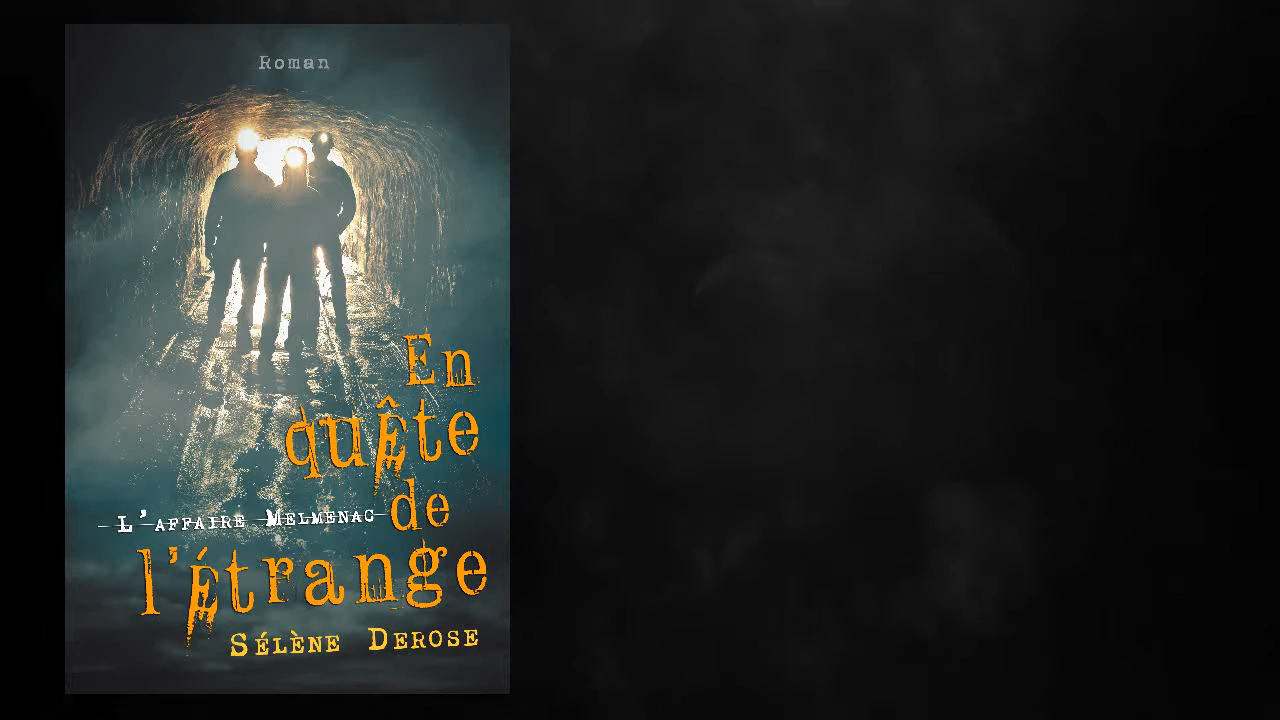 Roman
En
quête
de
L'affaire Melmenac
l'étrange
Sélène Derose